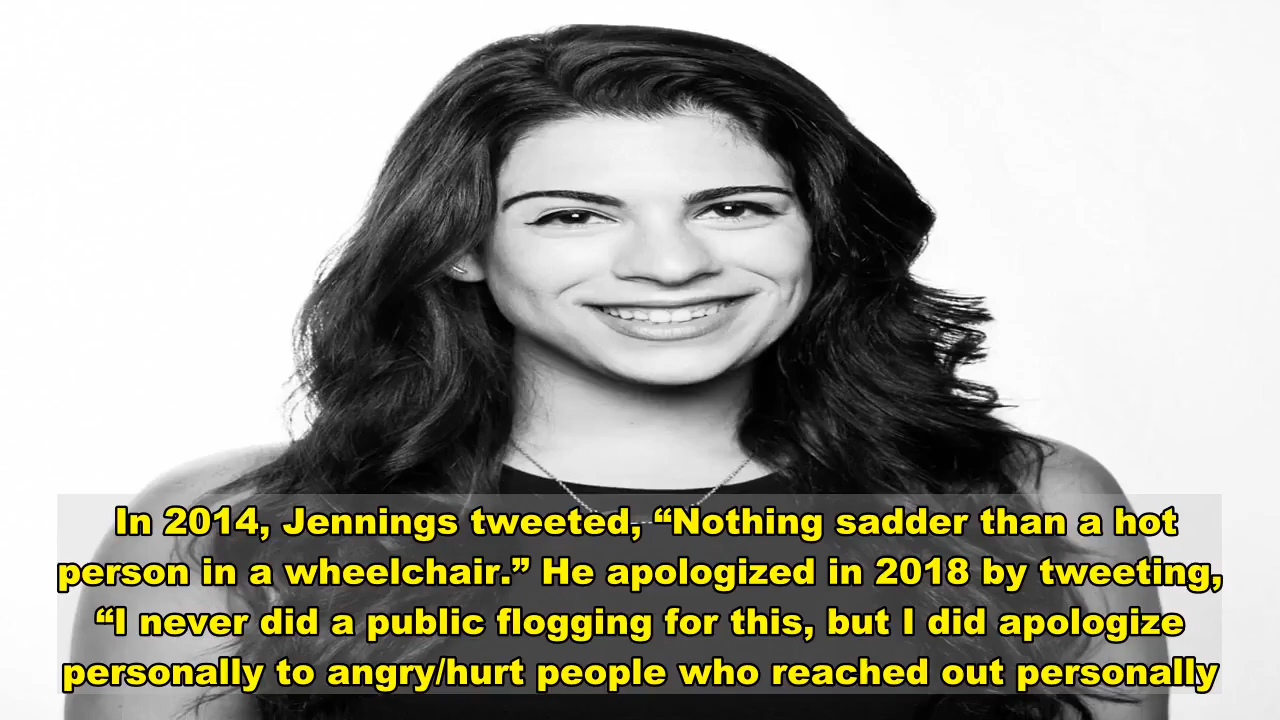 In 2014, Jennings tweeted, “Nothing sadder than a hot
person in a wheelchair.” He apologized in 2018 by tweeting,
“I never did a public flogging for this, but I did apologize
personally to angry/hurt people who reached out personally